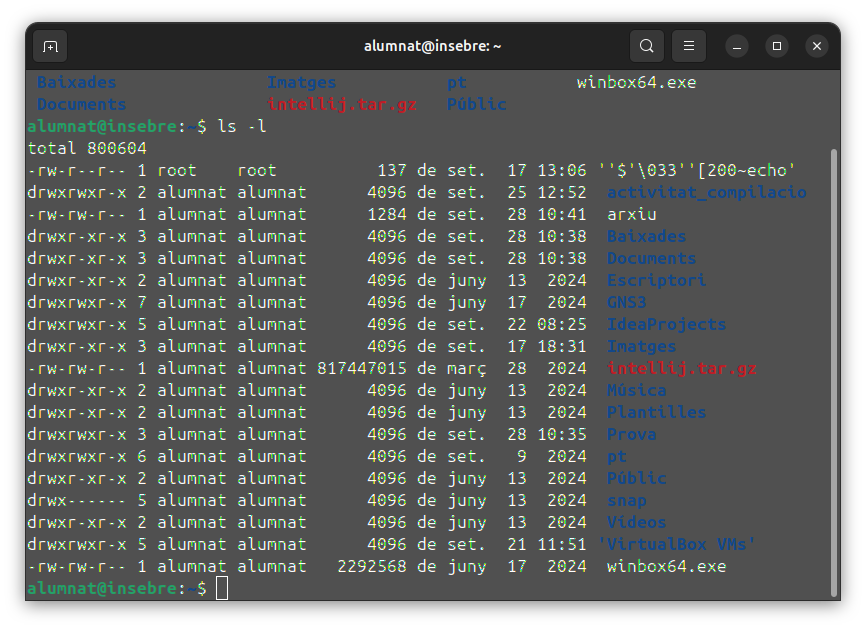 alumnat@insebre: ~
Baixades Imatges pt winbox64.exe
Documents intellij.tar.gz Públic
alumnat@insebre:~$ ls -l
total 800604
-rw-r--r-- 1 root root 137 de set. 17 13:06 ''$'\033''[200~echo'
drwxrwxr-x 2 alumnat alumnat 4096 de set. 25 12:52 activitat_compilacio
-rw-rw-r-- 1 alumnat alumnat 1284 de set. 28 10:41 arxiu
drwxr-xr-x 3 alumnat alumnat 4096 de set. 28 10:38 Baixades
drwxr-xr-x 3 alumnat alumnat 4096 de set. 28 10:38 Documents
drwxr-xr-x 2 alumnat alumnat 4096 de juny 13 2024 Escriptori
drwxrwxr-x 7 alumnat alumnat 4096 de juny 17 2024 GNS3
drwxrwxr-x 5 alumnat alumnat 4096 de set. 22 08:25 IdeaProjects
drwxr-xr-x 3 alumnat alumnat 4096 de set. 17 18:31 Imatges
-rw-rw-r-- 1 alumnat alumnat 817447015 de març 28 2024 intellij.tar.gz
drwxr-xr-x 2 alumnat alumnat 4096 de juny 13 2024 Música
drwxr-xr-x 2 alumnat alumnat 4096 de juny 13 2024 Plantilles
drwxrwxr-x 3 alumnat alumnat 4096 de set. 28 10:35 Prova
drwxrwxr-x 6 alumnat alumnat 4096 de set. 9 2024 pt
drwxr-xr-x 2 alumnat alumnat 4096 de juny 13 2024 Públic
drwx------ 5 alumnat alumnat 4096 de juny 13 2024 snap
drwxr-xr-x 2 alumnat alumnat 4096 de juny 13 2024 Vídeos
drwxrwxr-x 5 alumnat alumnat 4096 de set. 21 11:51 'VirtualBox VMs'
-rw-rw-r-- 1 alumnat alumnat 2292568 de juny 17 2024 winbox64.exe
alumnat@insebre:~$